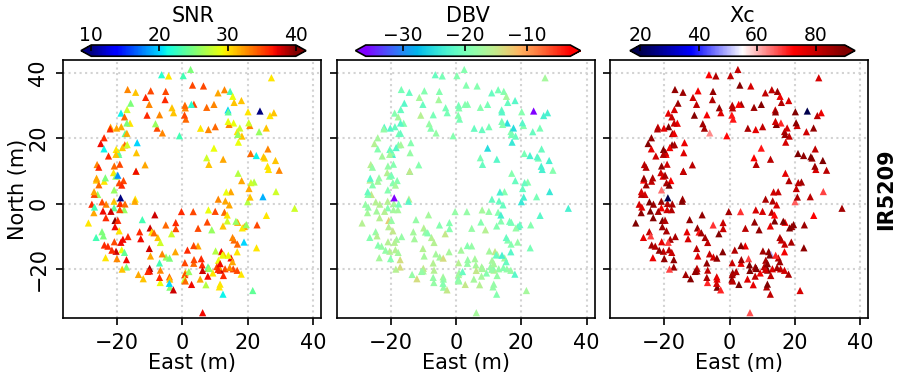 SNR DBV Xc
10 20 30 40 −30 −20 −10 20 40 60 80
40
20
0
−20
North (m)
IR5209
−20 0 20 40 −20 0 20 40 −20 0 20 40
East (m) East (m) East (m)